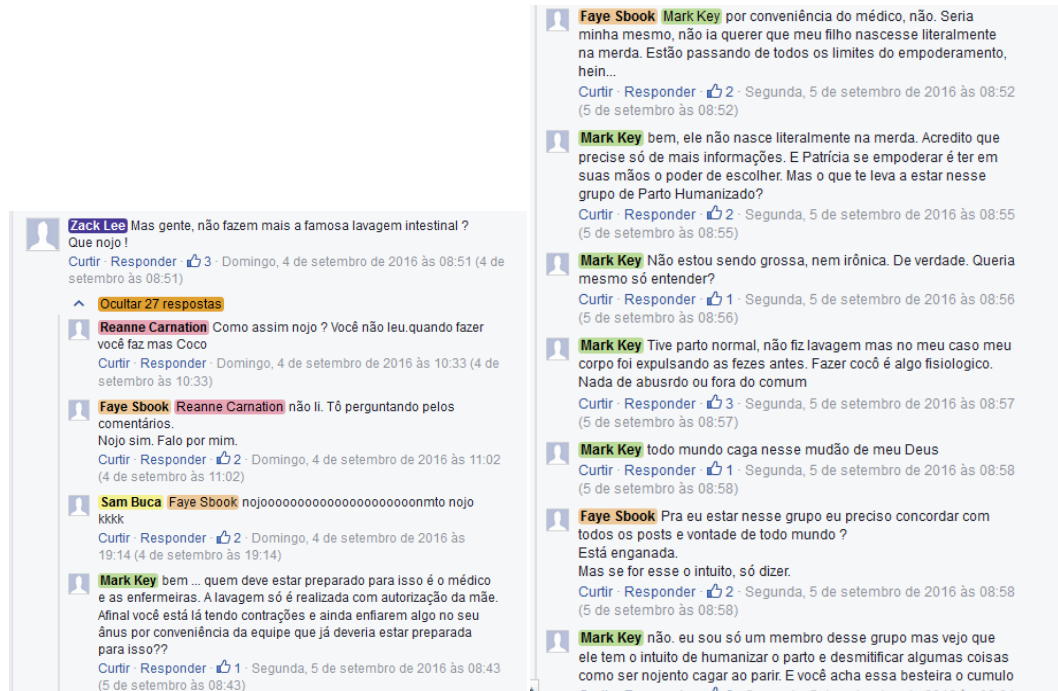 Zack Lee Mas gente, não fazem mais a famosa lavagem intestinal ?
Que nojo !
Curtir · Responder · 3 · Domingo, 4 de setembro de 2016 às 08:51 (4 de
setembro às 08:51)
Ocultar 27 respostas
Reanne Carnation Como assim nojo ? Você não leu.quando fazer
você faz mas Coco
Curtir · Responder · Domingo, 4 de setembro de 2016 às 10:33 (4 de
setembro às 10:33)
Faye Sbook Reanne Carnation não li. Tô perguntando pelos
comentários.
Nojo sim. Falo por mim.
Curtir · Responder · 2 · Domingo, 4 de setembro de 2016 às 11:02
(4 de setembro às 11:02)
Sam Buca Faye Sbook nojooooooooooooooooooooonmto nojo
kkkk
Curtir · Responder · 2 · Domingo, 4 de setembro de 2016 às
19:14 (4 de setembro às 19:14)
Mark Key bem ... quem deve estar preparado para isso é o médico
e as enfermeiras. A lavagem só é realizada com autorização da mãe.
Afinal você está lá tendo contrações e ainda enfiarem algo no seu
ânus por conveniência da equipe que já deveria estar preparada
para isso??
Curtir · Responder · 1 · Segunda, 5 de setembro de 2016 às 08:43
(5 de setembro às 08:43)
Faye Sbook Mark Key por conveniência do médico, não. Seria
minha mesmo, não ia querer que meu filho nascesse literalmente
na merda. Estão passando de todos os limites do empoderamento,
hein...
Curtir · Responder · 2 · Segunda, 5 de setembro de 2016 às 08:52
(5 de setembro às 08:52)
Mark Key bem, ele não nasce literalmente na merda. Acredito que
precise só de mais informações. E Patrícia se empoderar é ter em
suas mãos o poder de escolher. Mas o que te leva a estar nesse
grupo de Parto Humanizado?
Curtir · Responder · 2 · Segunda, 5 de setembro de 2016 às 08:55
(5 de setembro às 08:55)
Mark Key Não estou sendo grossa, nem irônica. De verdade. Queria
mesmo só entender?
Curtir · Responder · 1 · Segunda, 5 de setembro de 2016 às 08:56
(5 de setembro às 08:56)
Mark Key Tive parto normal, não fiz lavagem mas no meu caso meu
corpo foi expulsando as fezes antes. Fazer cocô é algo fisiologico.
Nada de abusrdo ou fora do comum
Curtir · Responder · 3 · Segunda, 5 de setembro de 2016 às 08:57
(5 de setembro às 08:57)
Mark Key todo mundo caga nesse mudão de meu Deus
Curtir · Responder · 1 · Segunda, 5 de setembro de 2016 às 08:58
(5 de setembro às 08:58)
Faye Sbook Pra eu estar nesse grupo eu preciso concordar com
todos os posts e vontade de todo mundo ?
Está enganada.
Mas se for esse o intuito, só dizer.
Curtir · Responder · 2 · Segunda, 5 de setembro de 2016 às 08:58
(5 de setembro às 08:58)
Mark Key não. eu sou só um membro desse grupo mas vejo que
ele tem o intuito de humanizar o parto e desmitificar algumas coisas
como ser nojento cagar ao parir. E você acha essa besteira o cumulo